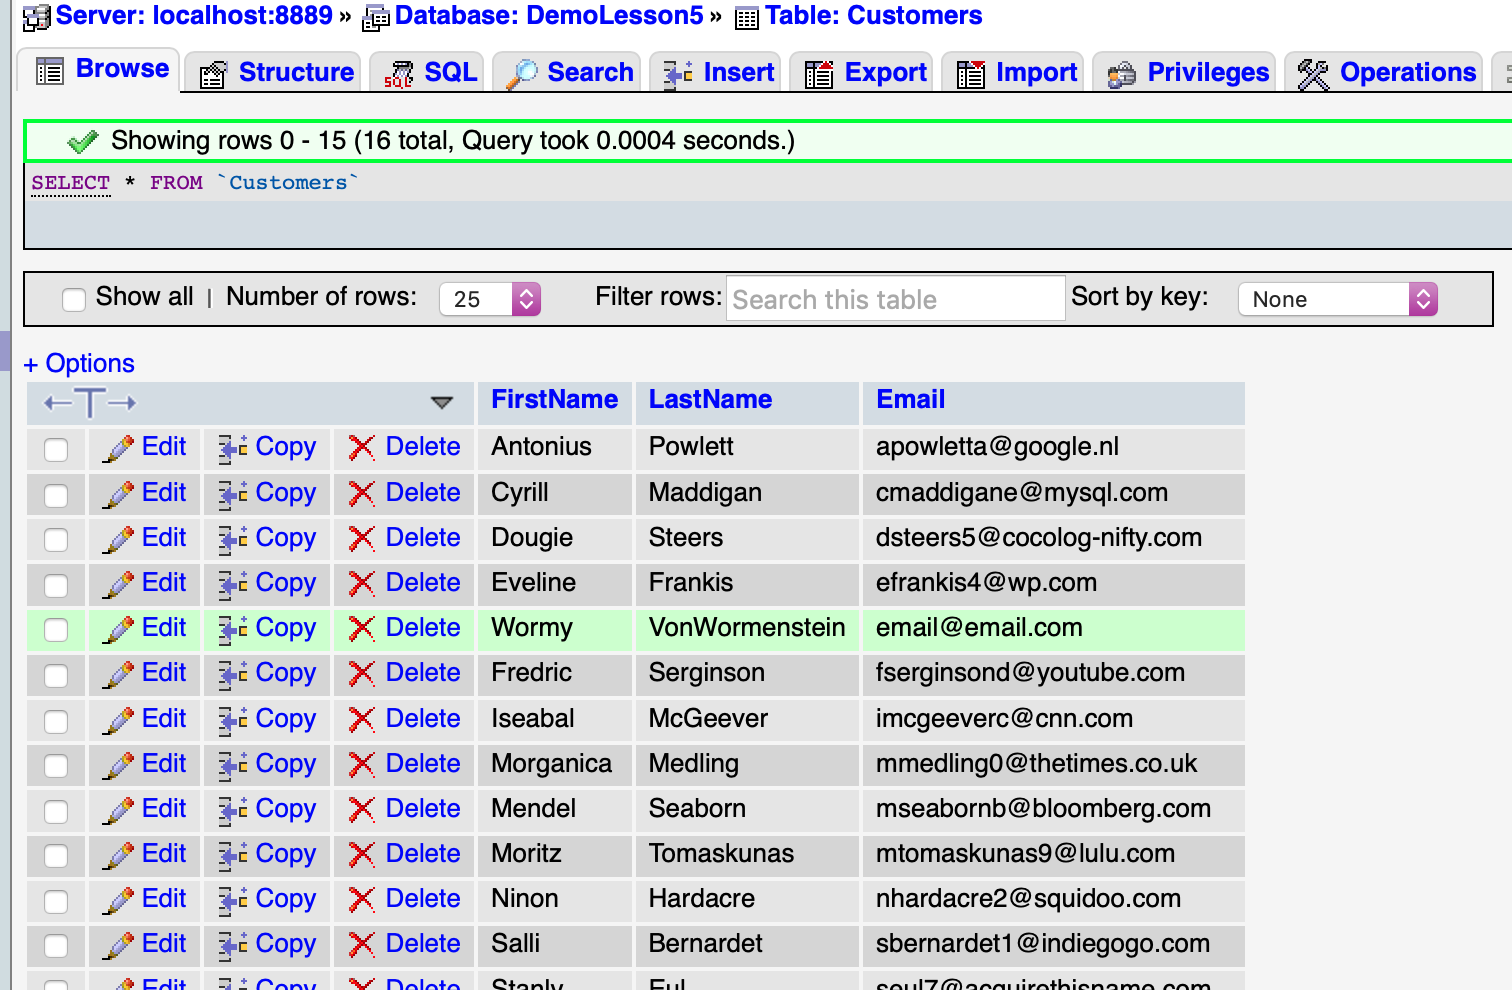 Server: localhost:8889 » Database: DemoLesson5 » Table: Customers
Browse Structure SQL Search Insert Export Import Privileges Operations
Showing rows 0 - 15 (16 total, Query took 0.0004 seconds.)
SELECT * FROM `Customers`
Show all | Number of rows: 25 Filter rows: Search this table Sort by key: None
+ Options
←T→ FirstName LastName Email
Edit Copy Delete Antonius Powlett apowletta@google.nl
Edit Copy Delete Cyrill Maddigan cmaddigane@mysql.com
Edit Copy Delete Dougie Steers dsteers5@cocolog-nifty.com
Edit Copy Delete Eveline Frankis efrankis4@wp.com
Edit Copy Delete Wormy VonWormenstein email@email.com
Edit Copy Delete Fredric Serginson fserginsond@youtube.com
Edit Copy Delete Iseabal McGeever imcgeeverc@cnn.com
Edit Copy Delete Morganica Medling mmedling0@thetimes.co.uk
Edit Copy Delete Mendel Seaborn mseabornb@bloomberg.com
Edit Copy Delete Moritz Tomaskunas mtomaskunas9@lulu.com
Edit Copy Delete Ninon Hardacre nhardacre2@squidoo.com
Edit Copy Delete Salli Bernardet sbernardet1@indiegogo.com
Edit Copy Delete Stanly